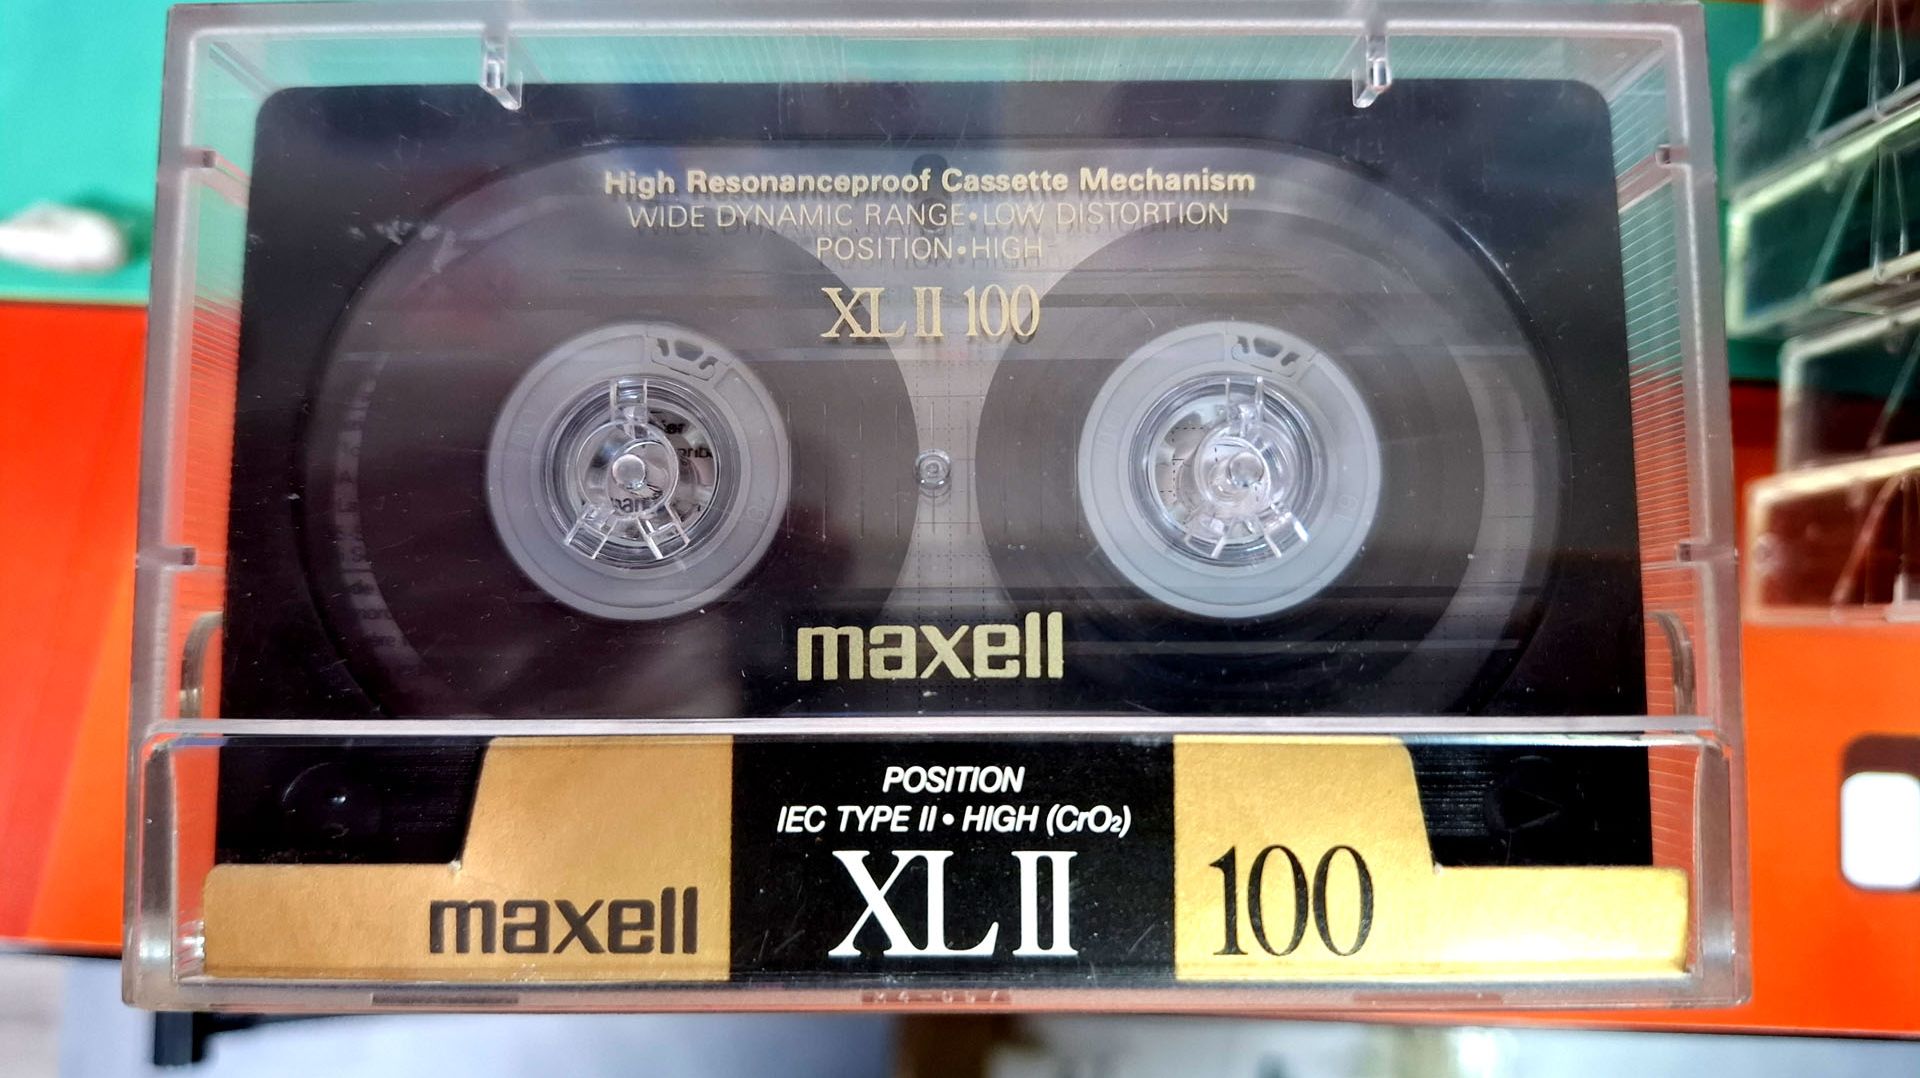 High Resonanceproof Cassette Mechanism
WIDE DYNAMIC RANGE•LOW DISTORTION
POSITION•HIGH
XL II 100
maxell
POSITION
IEC TYPE II • HIGH (CrO₂)
maxell XL II 100